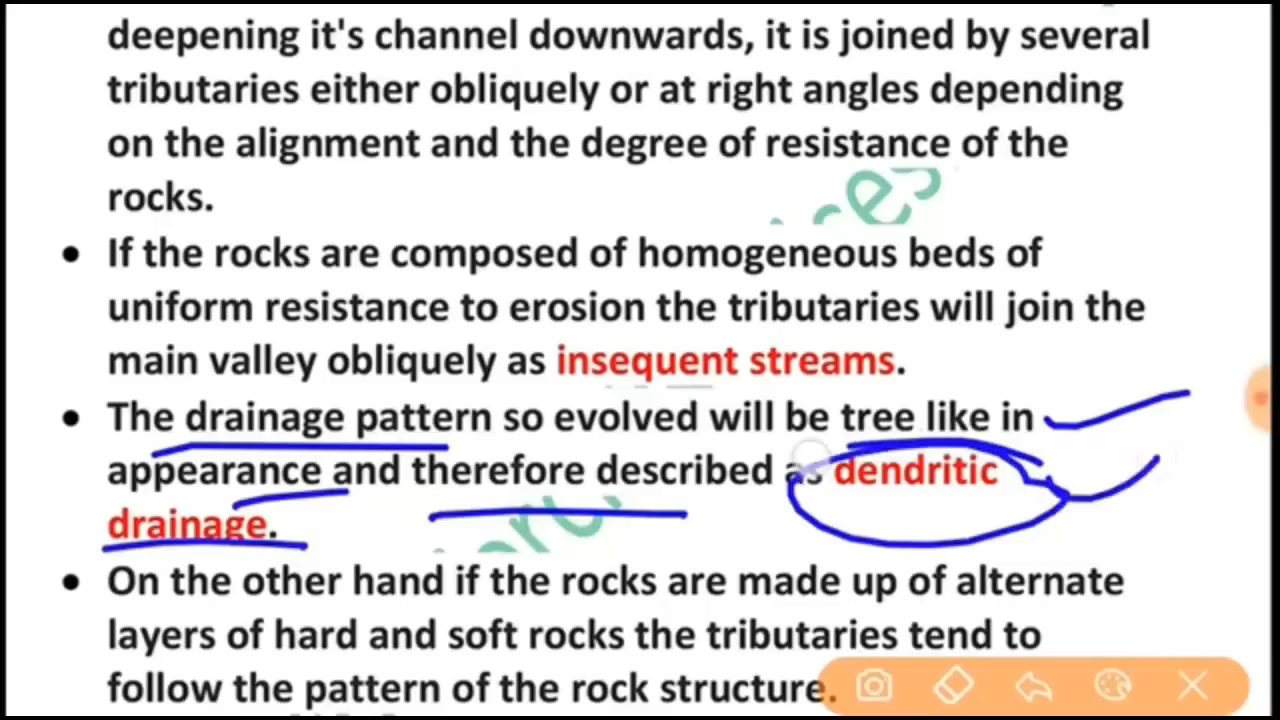 deepening it's channel downwards, it is joined by several
tributaries either obliquely or at right angles depending
on the alignment and the degree of resistance of the
rocks.
• If the rocks are composed of homogeneous beds of
uniform resistance to erosion the tributaries will join the
main valley obliquely as insequent streams.
• The drainage pattern so evolved will be tree like in
appearance and therefore described as dendritic
drainage.
• On the other hand if the rocks are made up of alternate
layers of hard and soft rocks the tributaries tend to
follow the pattern of the rock structure.